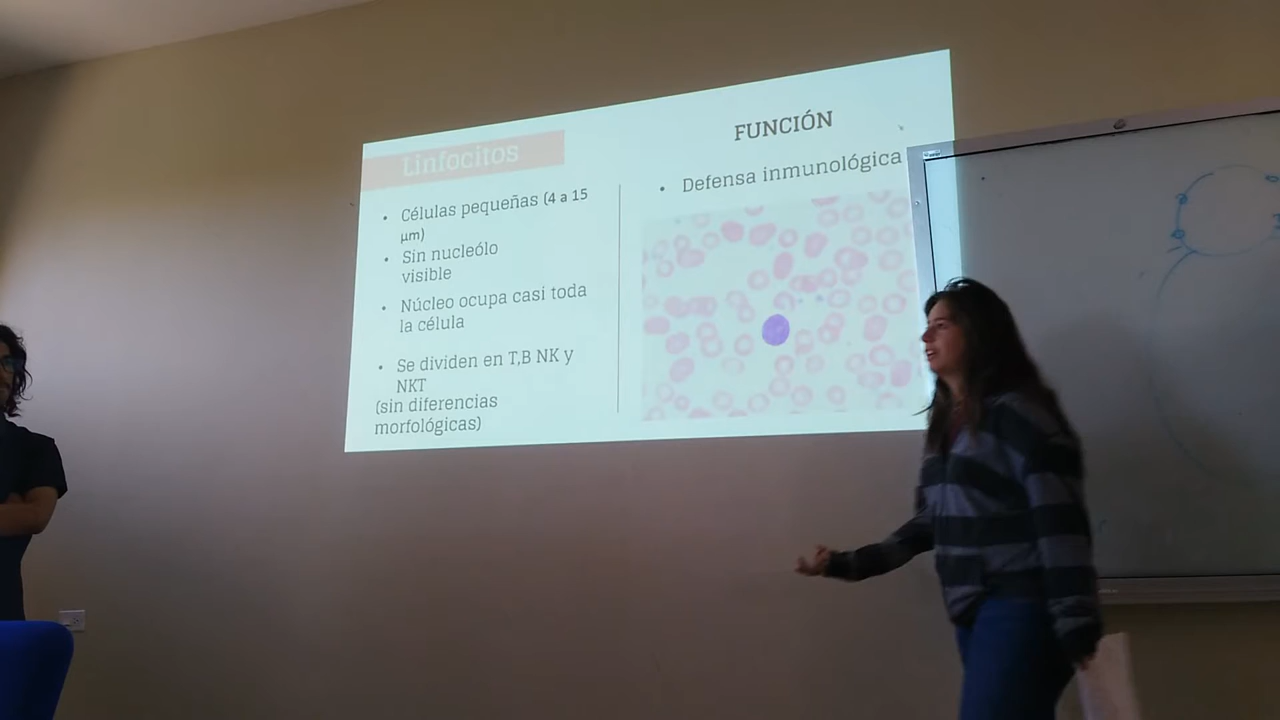 Linfocitos
• Células pequeñas (4 a 15
µm)
• Sin nucleólo
visible
• Núcleo ocupa casi toda
la célula
• Se dividen en T,B NK y
NKT
(sin diferencias
morfológicas)
FUNCIÓN
• Defensa inmunológica